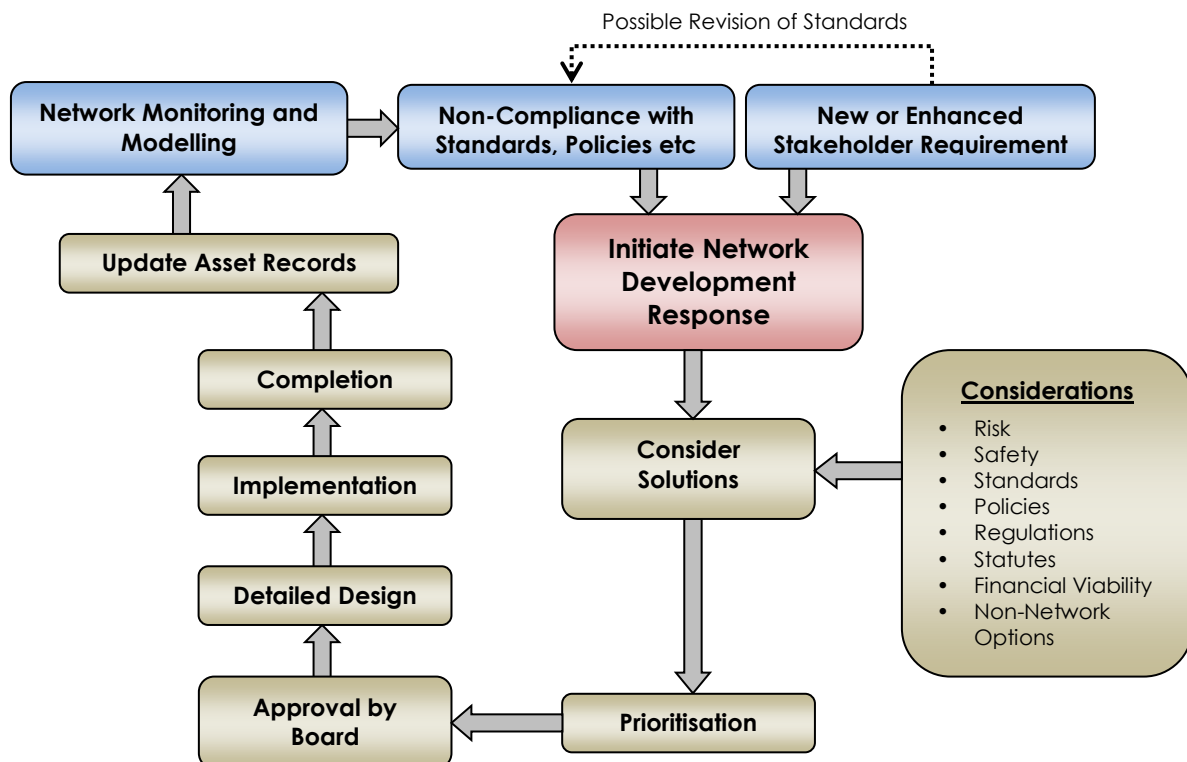 Possible Revision of Standards
Network Monitoring and
Modelling
Non-Compliance with
Standards, Policies etc
New or Enhanced
Stakeholder Requirement
Initiate Network
Development
Response
Update Asset Records
Completion
Implementation
Detailed Design
Approval by
Board
Prioritisation
Consider
Solutions
Considerations
• Risk
• Safety
• Standards
• Policies
• Regulations
• Statutes
• Financial Viability
• Non-Network
Options